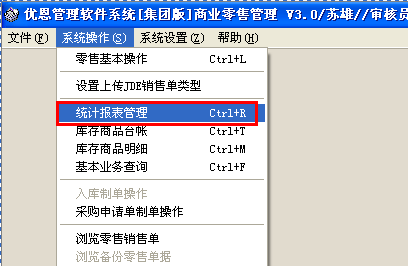 优恩管理软件系统[集团版]商业零售管理 V3.0/苏雄//审核员
文件(F) 系统操作(S) 系统设置(Z) 帮助(H)
零售基本操作 Ctrl+L
设置上传JDE销售单类型
统计报表管理 Ctrl+R
库存商品台帐 Ctrl+T
库存商品明细 Ctrl+M
基本业务查询 Ctrl+F
入库制单操作
采购申请单制单操作
浏览零售销售单
浏览备份零售单据